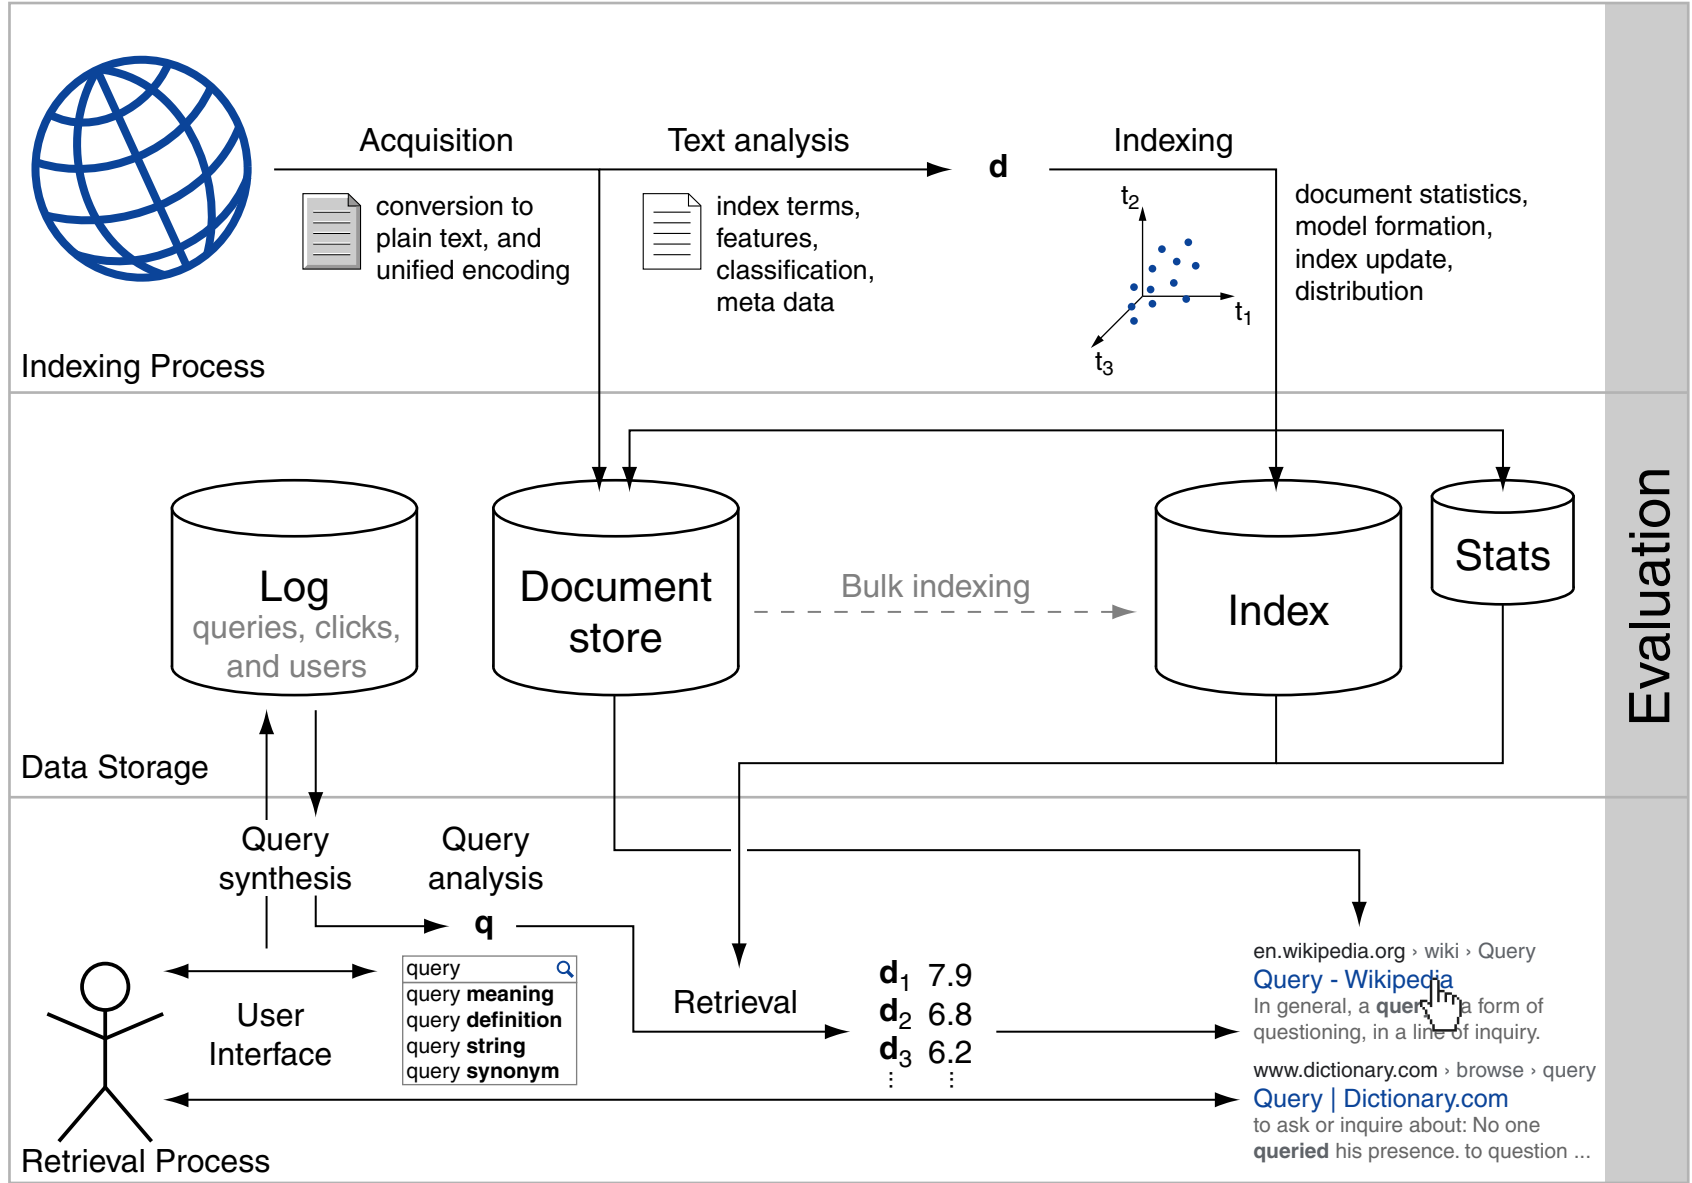 Acquisition
conversion to
plain text, and
unified encoding
Text analysis
index terms,
features,
classification,
meta data
d
Indexing
t2
t1
t3
document statistics,
model formation,
index update,
distribution
Indexing Process
Log
queries, clicks,
and users
Document
store
Bulk indexing
Index
Stats
Data Storage
Evaluation
Query
synthesis
Query
analysis
q
User
Interface
query
query meaning
query definition
query string
query synonym
Retrieval
d1 7.9
d2 6.8
d3 6.2
⋮ ⋮
en.wikipedia.org › wiki › Query
Query - Wikipedia
In general, a a form of
questioning, in a line of inquiry.
www.dictionary.com › browse › query
Query | Dictionary.com
to ask or inquire about: No one
queried his presence. to question ...
Retrieval Process